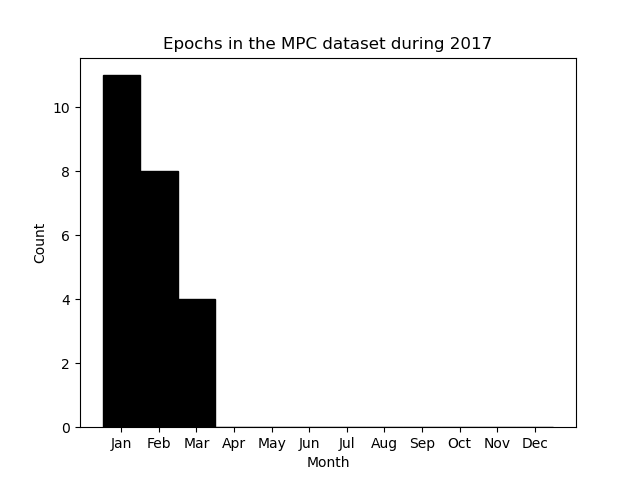 Epochs in the MPC dataset during 2017
10
8
6
4
2
0
Count
Jan Feb Mar Apr May Jun Jul Aug Sep Oct Nov Dec
Month